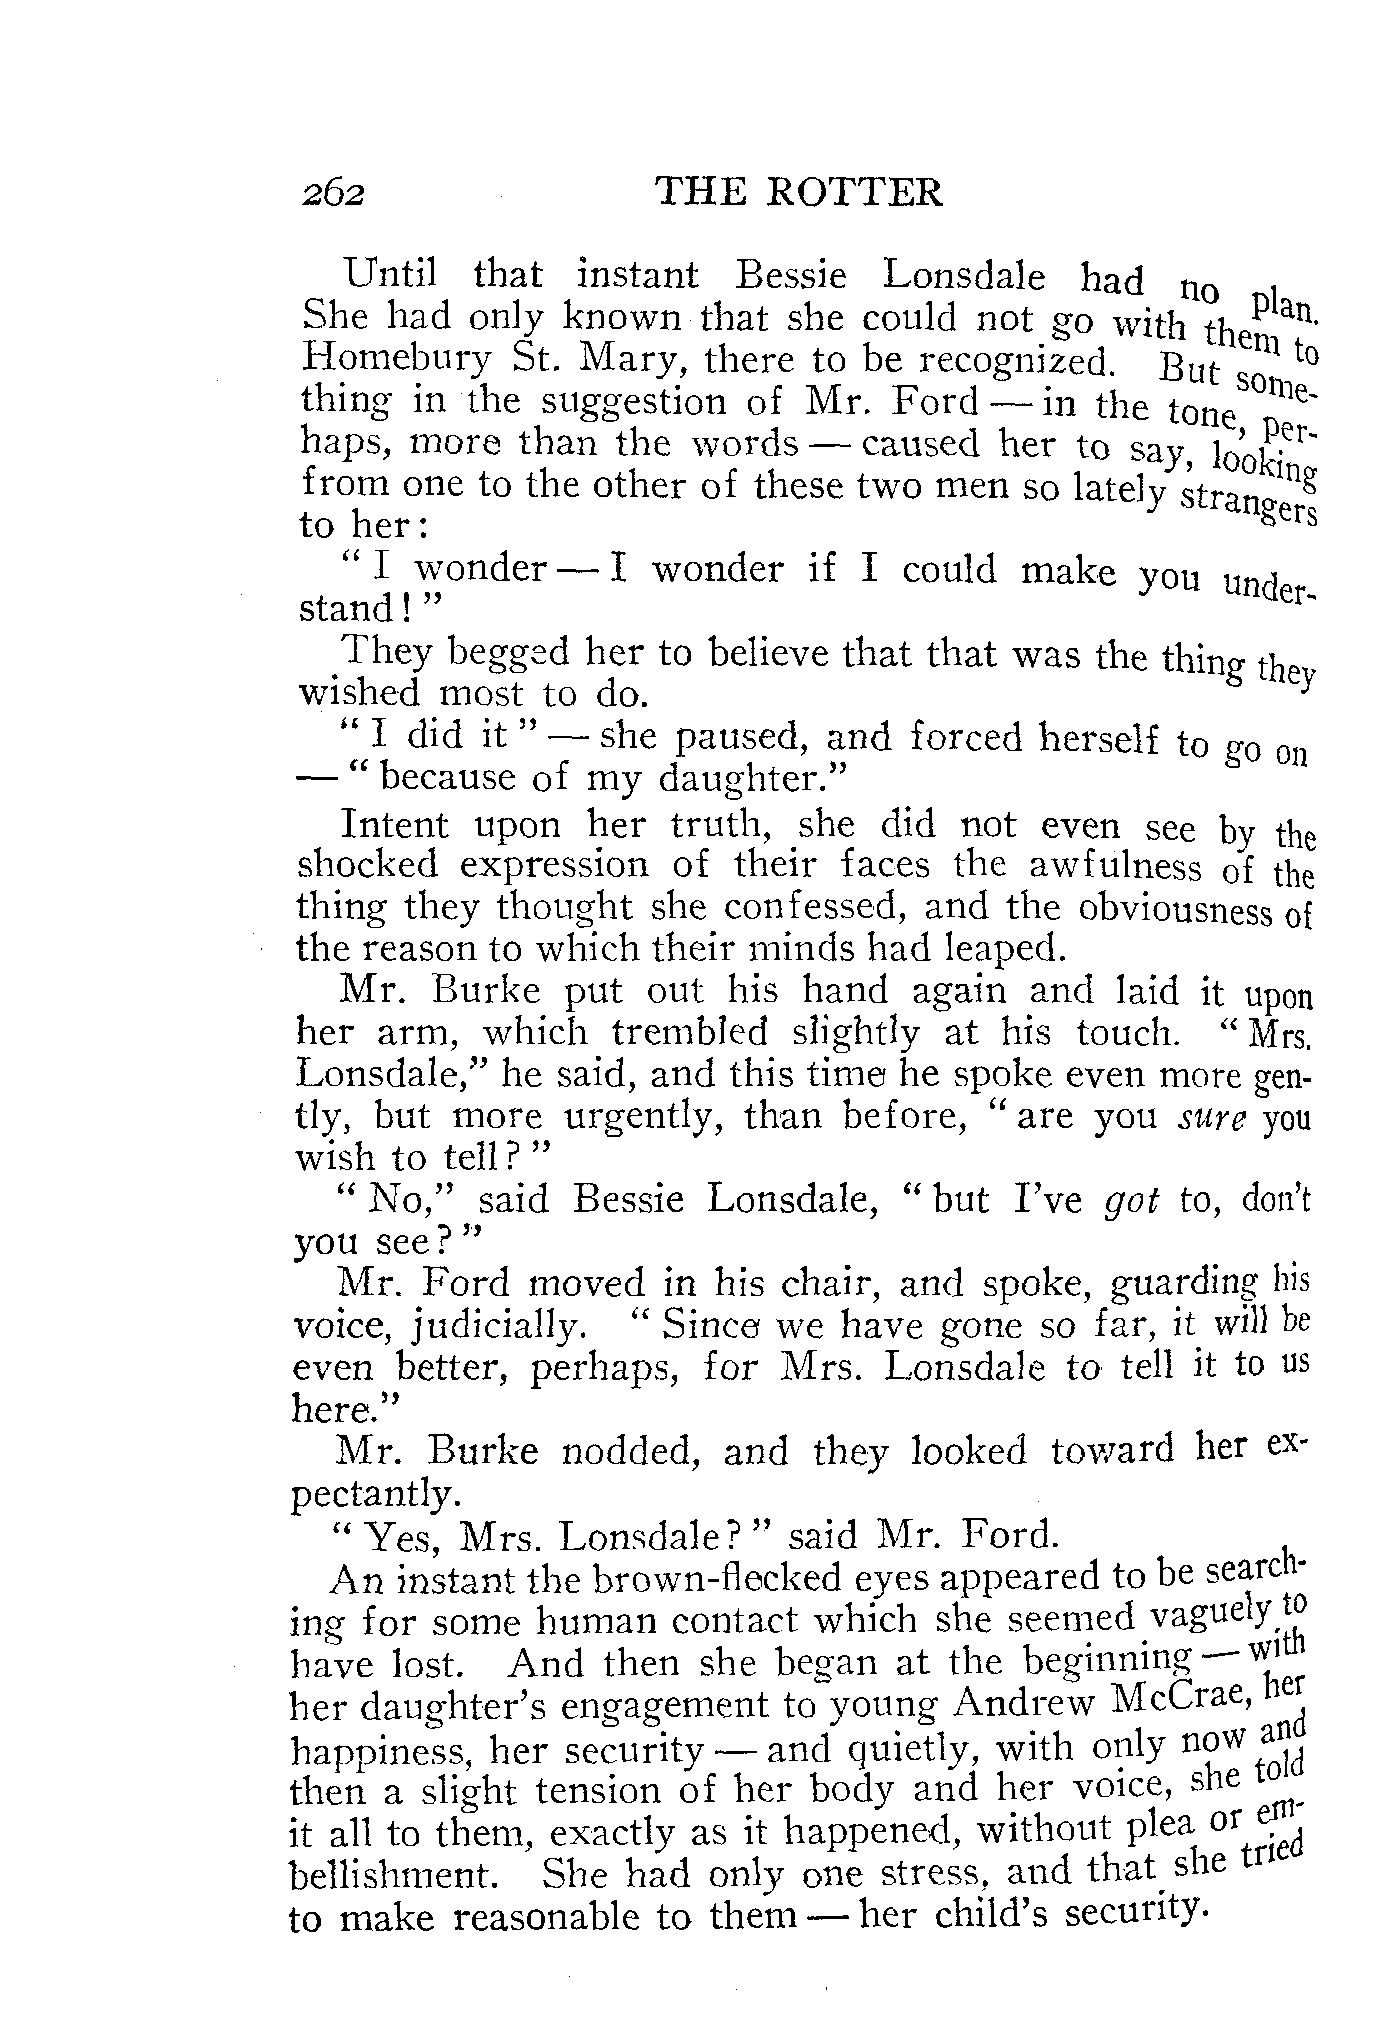 262 THE ROTTER
Until that instant Bessie Lonsdale had no plan.
She had only known that she could not go with them to
Homebury St. Mary, there to be recognized. But some-
thing in the suggestion of Mr. Ford — in the tone, per-
haps, more than the words — caused her to say, looking
from one to the other of these two men so lately strangers
to her:
" I wonder — I wonder if I could make you under-
stand ! "
They begged her to believe that that was the thing they
wished most to do.
" I did it " — she paused, and forced herself to go on
— " because of my daughter."
Intent upon her truth, she did not even see by the
shocked expression of their faces the awfulness of the
thing they thought she confessed, and the obviousness of
the reason to which their minds had leaped.
Mr. Burke put out his hand again and laid it upon
her arm, which trembled slightly at his touch. " Mrs.
Lonsdale," he said, and this time he spoke even more gen-
tly, but more urgently, than before, " are you sure you
wish to tell ? "
" No," said Bessie Lonsdale, " but I've got to, don't
you see ? "
Mr. Ford moved in his chair, and spoke, guarding his
voice, judicially. " Since we have gone so far, it will be
even better, perhaps, for Mrs. Lonsdale to tell it to us
here."
Mr. Burke nodded, and they looked toward her ex-
pectantly.
" Yes, Mrs. Lonsdale ? " said Mr. Ford.
An instant the brown-flecked eyes appeared to be search-
ing for some human contact which she seemed vaguely to
have lost. And then she began at the beginning — with
her daughter's engagement to young Andrew McCrae, her
happiness, her security — and quietly, with only now and
then a slight tension of her body and her voice, she told
it all to them, exactly as it happened, without plea or em-
bellishment. She had only one stress, and that she tried
to make reasonable to them — her child's security.